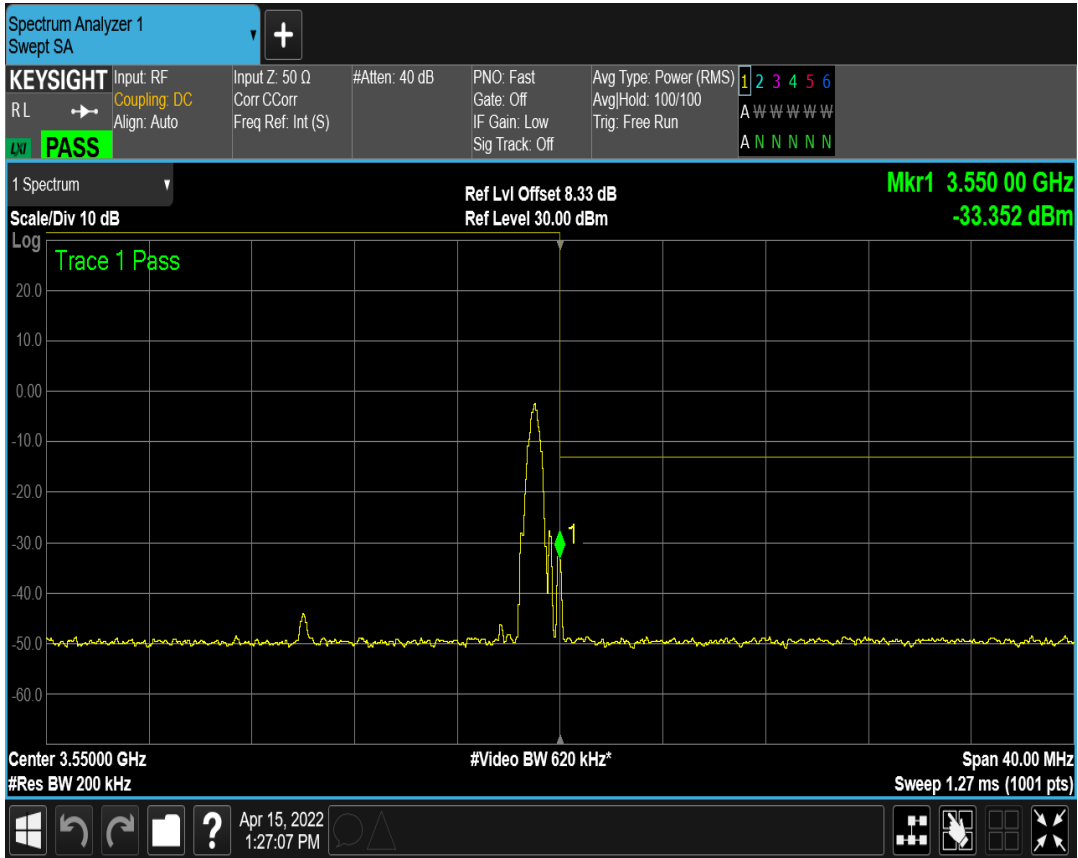 Spectrum Analyzer 1
Swept SA
+
KEYSIGHT
R L
LXI
PASS
Input: RF
Coupling: DC
Align: Auto
Input Z: 50 Ω
Corr CCorr
Freq Ref: Int (S)
#Atten: 40 dB
PNO: Fast
Gate: Off
IF Gain: Low
Sig Track: Off
Avg Type: Power (RMS)
Avg|Hold: 100/100
Trig: Free Run
1 2 3 4 5 6
A W W W W W
A N N N N N
1 Spectrum
Ref Lvl Offset 8.33 dB
Mkr1 3.550 00 GHz
Scale/Div 10 dB
Ref Level 30.00 dBm
-33.352 dBm
Log
Trace 1 Pass
20.0
10.0
0.00
-10.0
-20.0
-30.0
1
-40.0
-50.0
-60.0
Center 3.55000 GHz
#Video BW 620 kHz*
Span 40.00 MHz
#Res BW 200 kHz
Sweep 1.27 ms (1001 pts)
?
Apr 15, 2022
1:27:07 PM